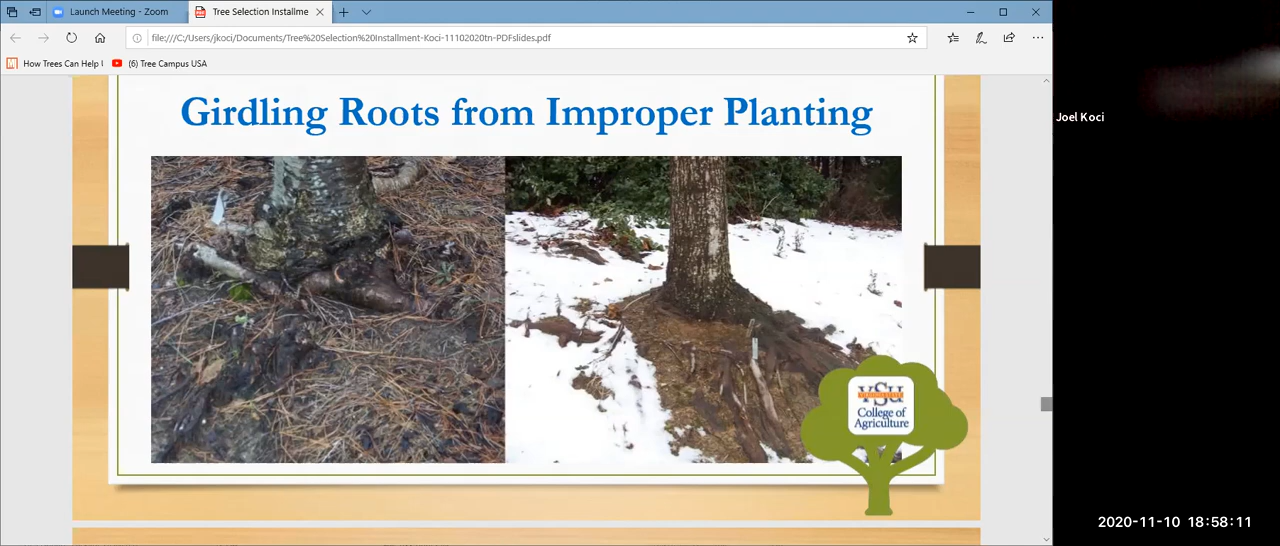 Launch Meeting - Zoom
Tree Selection Installme
file:///C:/Users/jkoci/Documents/Tree%20Selection%20Installment-Koci-11102020tn-PDFslides.pdf
How Trees Can Help l
(6) Tree Campus USA
Girdling Roots from Improper Planting
Joel Koci
VSU
College of
Agriculture
2020-11-10 18:58:11